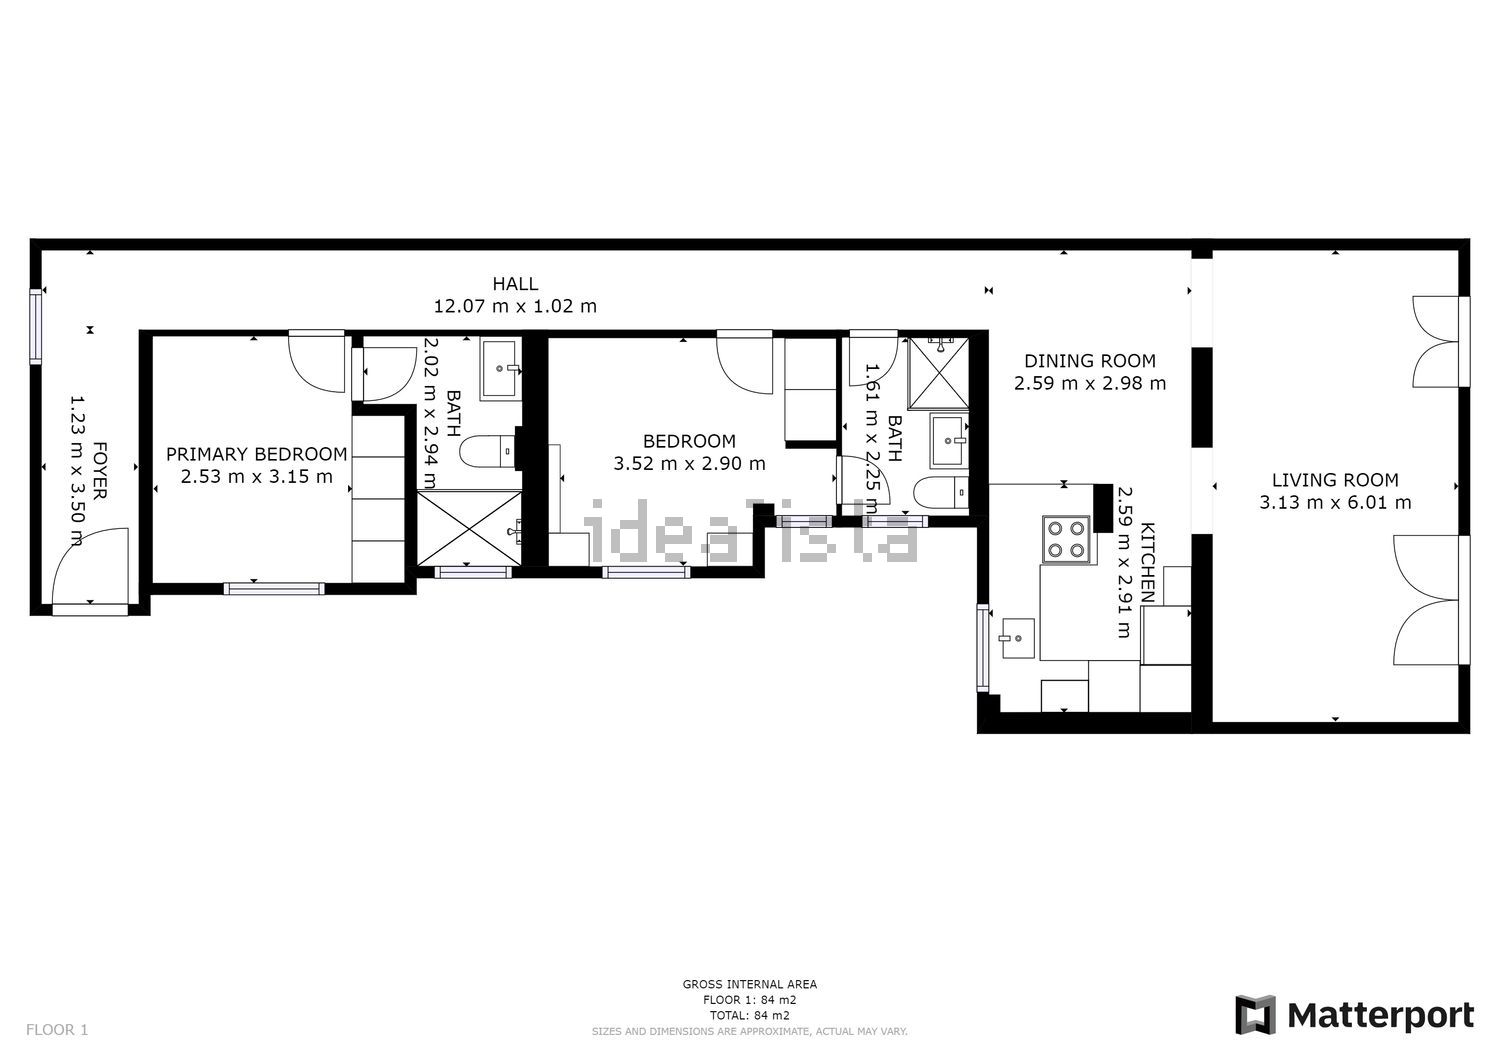 HALL
12.07 m x 1.02 m
DINING ROOM
2.59 m x 2.98 m
FOYER
1.23 m x 3.50 m
PRIMARY BEDROOM
2.53 m x 3.15 m
BATH
2.02 m x 2.94 m
BEDROOM
3.52 m x 2.90 m
BATH
1.61 m x 2.25 m
KITCHEN
2.59 m x 2.91 m
LIVING ROOM
3.13 m x 6.01 m
idealista
GROSS INTERNAL AREA
FLOOR 1: 84 m2
TOTAL: 84 m2
SIZES AND DIMENSIONS ARE APPROXIMATE, ACTUAL MAY VARY.
FLOOR 1
Matterport